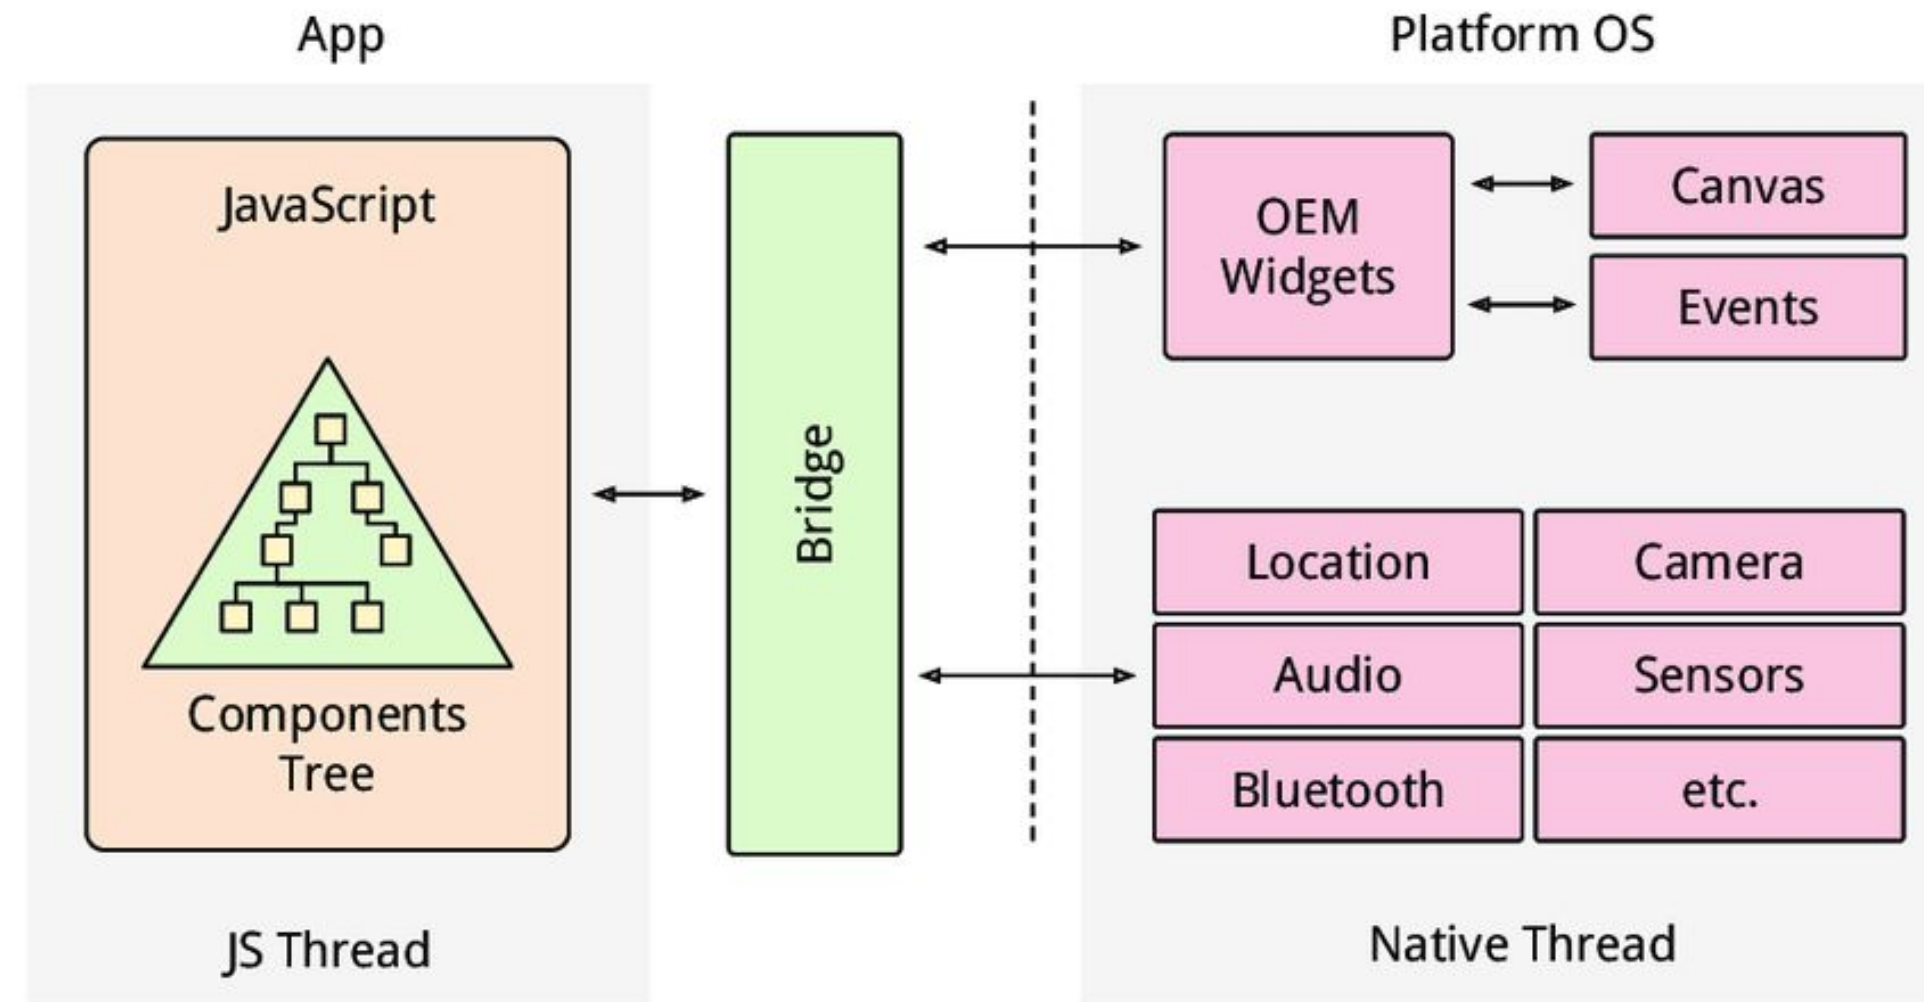 App
Platform OS
JavaScript
Components
Tree
JS Thread
Bridge
OEM
Widgets
Canvas
Events
Location
Camera
Audio
Sensors
Bluetooth
etc.
Native Thread